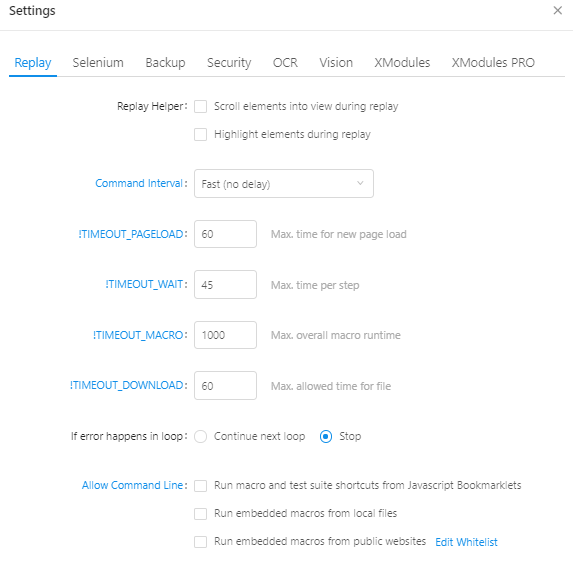 Settings
Replay Selenium Backup Security OCR Vision XModules XModules PRO
Replay Helper: Scroll elements into view during replay
Highlight elements during replay
Command Interval: Fast (no delay)
!TIMEOUT_PAGELOAD: 60 Max. time for new page load
!TIMEOUT_WAIT: 45 Max. time per step
!TIMEOUT_MACRO: 1000 Max. overall macro runtime
!TIMEOUT_DOWNLOAD: 60 Max. allowed time for file
If error happens in loop: Continue next loop Stop
Allow Command Line: Run macro and test suite shortcuts from Javascript Bookmarklets
Run embedded macros from local files
Run embedded macros from public websites Edit Whitelist